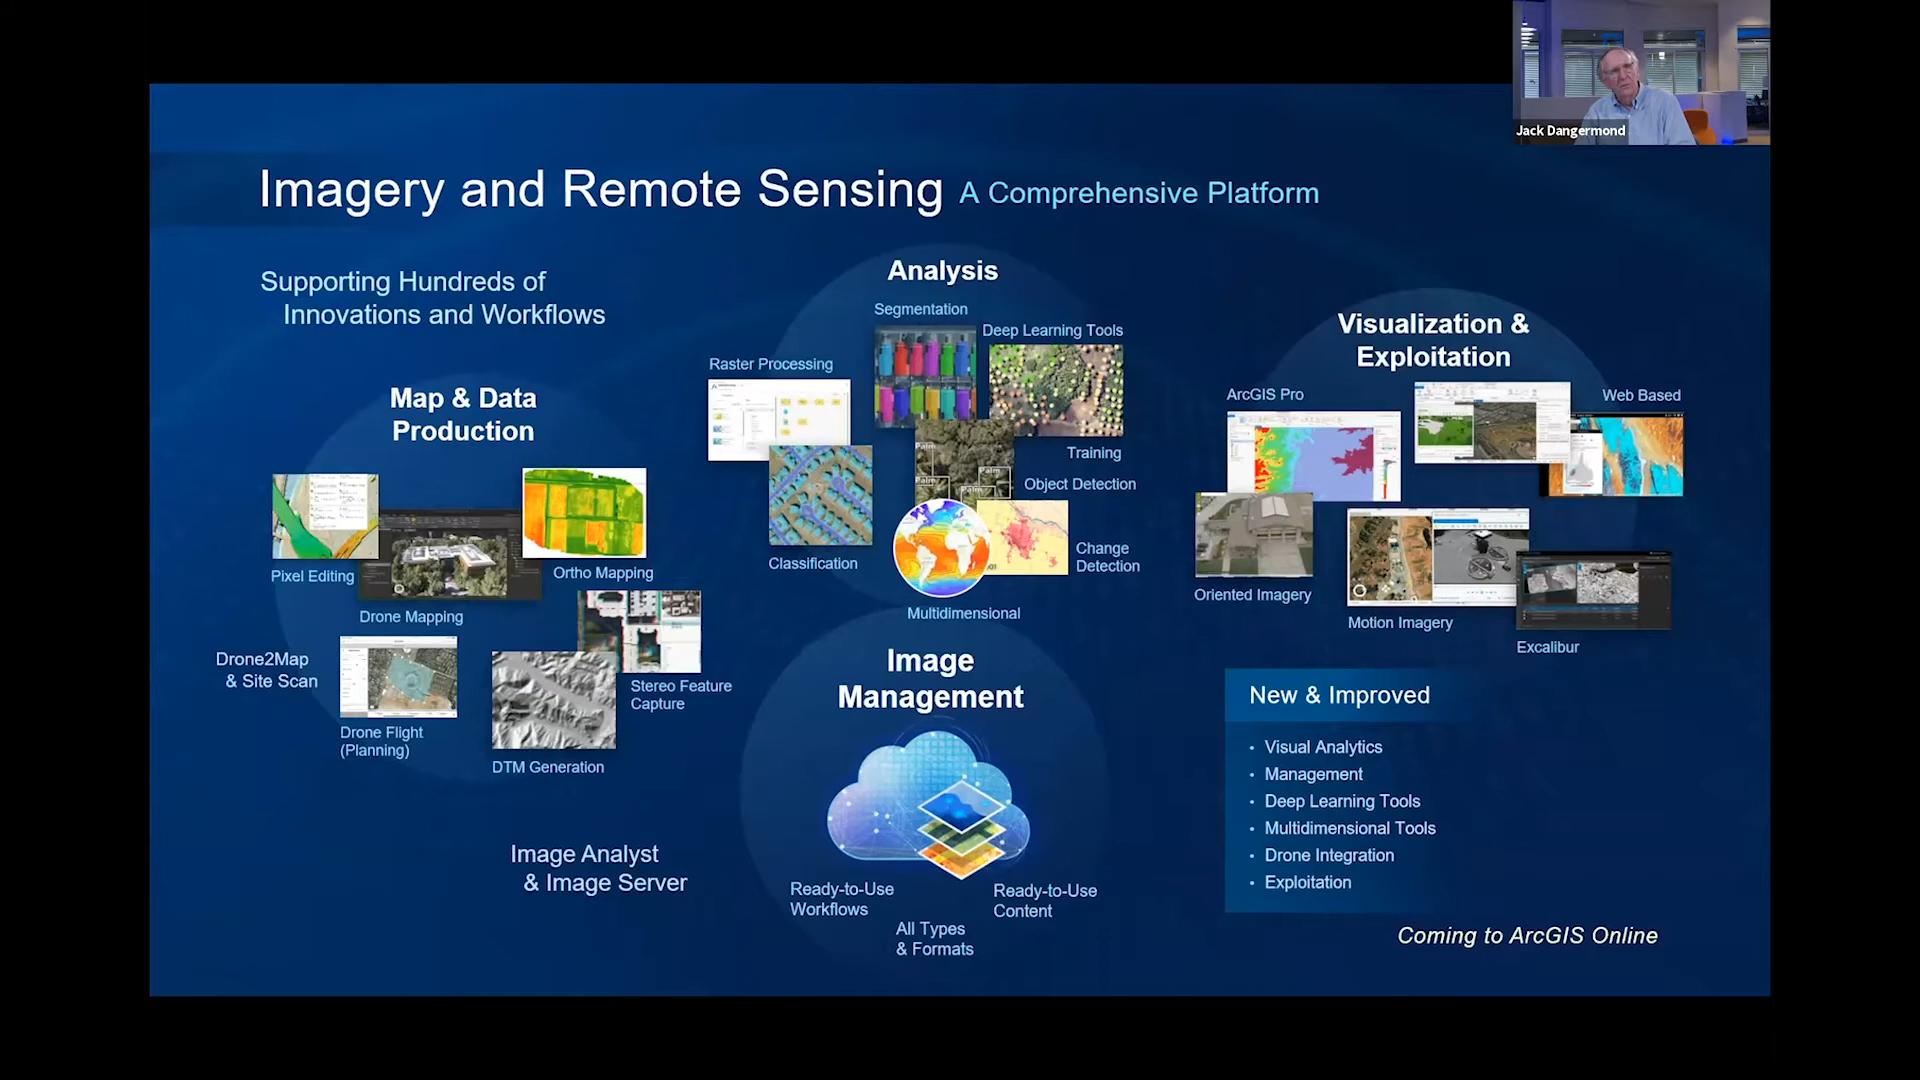 Jack Dangermond
Imagery and Remote Sensing A Comprehensive Platform
Supporting Hundreds of
Innovations and Workflows
Map & Data
Production
Pixel Editing
Drone Mapping
Ortho Mapping
Drone2Map
& Site Scan
Drone Flight
(Planning)
Stereo Feature
Capture
DTM Generation
Image Analyst
& Image Server
Analysis
Segmentation
Deep Learning Tools
Raster Processing
Training
Palm
Palm
Palm
Palm
Object Detection
Classification
Change
Detection
Multidimensional
Image
Management
Ready-to-Use
Workflows
Ready-to-Use
Content
All Types
& Formats
Visualization &
Exploitation
ArcGIS Pro
Web Based
Oriented Imagery
Motion Imagery
Excalibur
New & Improved
• Visual Analytics
• Management
• Deep Learning Tools
• Multidimensional Tools
• Drone Integration
• Exploitation
Coming to ArcGIS Online